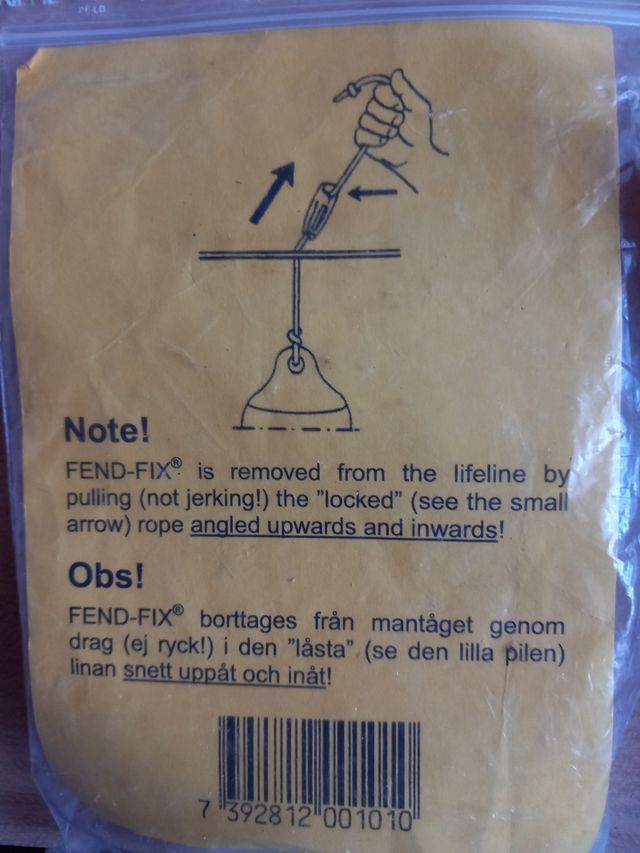 Note!
FEND-FIX® is removed from the lifeline by
pulling (not jerking!) the ”locked” (see the small
arrow) rope angled upwards and inwards!
Obs!
FEND-FIX® borttages från mantåget genom
drag (ej ryck!) i den ”låsta” (se den lilla pilen)
linan snett uppåt och inåt!
7 392812 001010